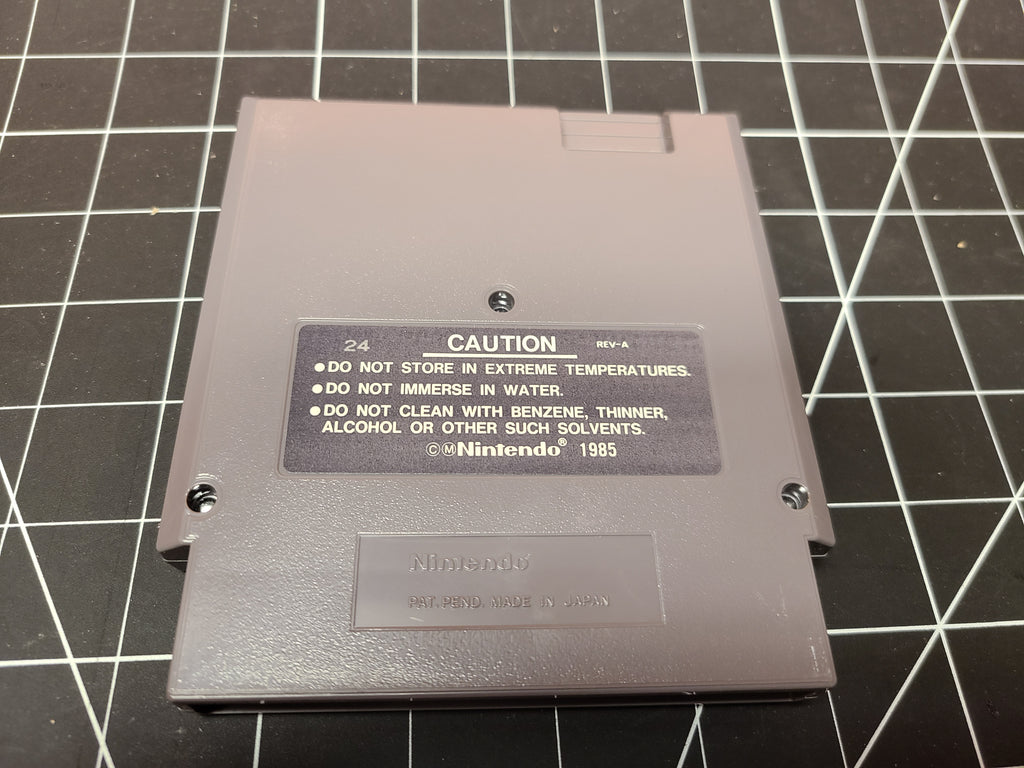 24 CAUTION REV-A
●DO NOT STORE IN EXTREME TEMPERATURES.
●DO NOT IMMERSE IN WATER.
●DO NOT CLEAN WITH BENZENE, THINNER,
ALCOHOL OR OTHER SUCH SOLVENTS.
©ⓂNintendo® 1985
Nintendo®
PAT. PEND. MADE IN JAPAN